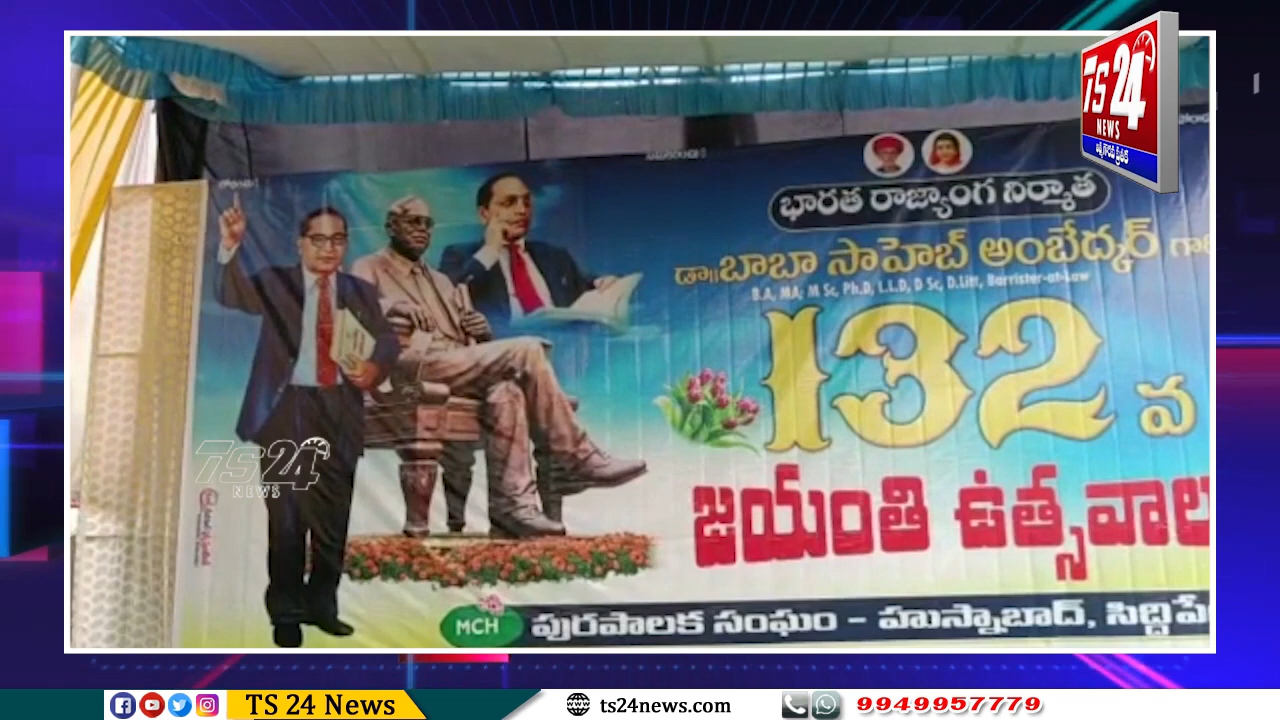 TS 24
NEWS
భారత రాజ్యాంగ నిర్మాత
డా॥బాబా సాహెబ్ అంబేద్కర్
B.A, MA, M Sc, Ph.D, L.L.D, D Sc, D.Litt, Barrister-at-Law
132 వ
జయంతి ఉత్సవాల
TS 24
NEWS
MCH పురపాలక సంఘం - హుస్నాబాద్, సిద్దిపే
TS 24 News ts24news.com 9949957779